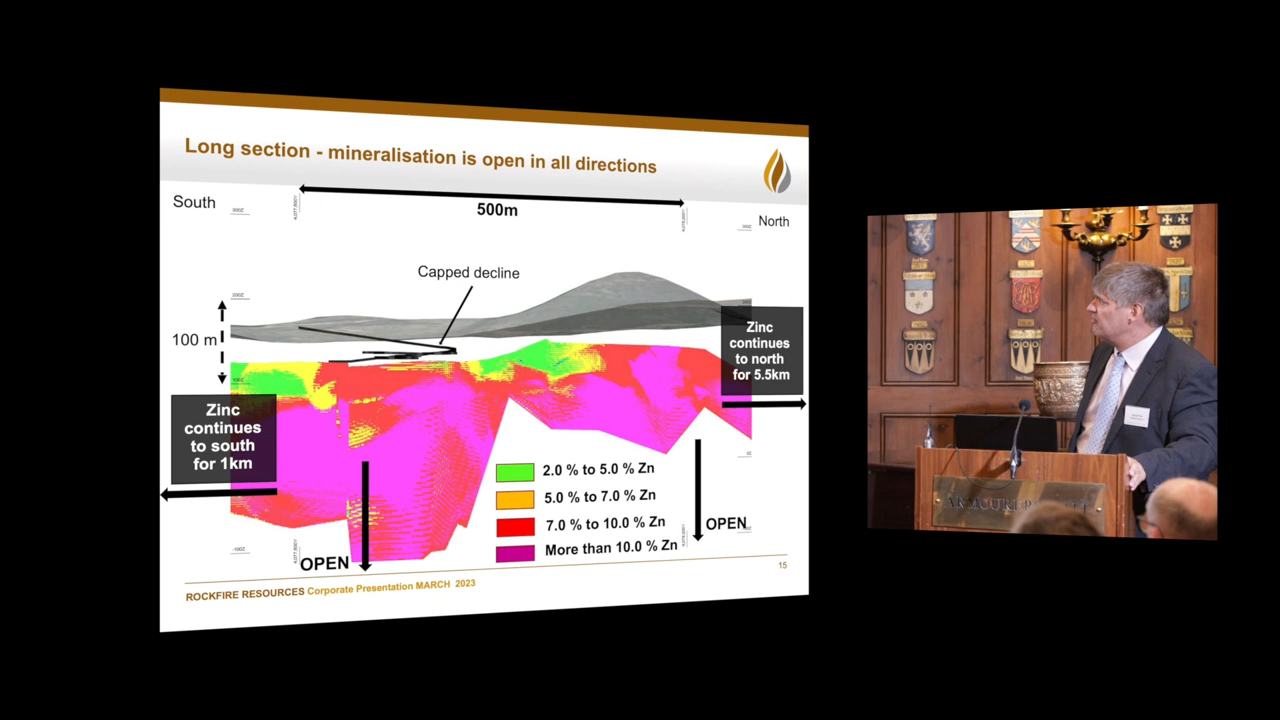 Long section - mineralisation is open in all directions
South
500m
North
Capped decline
100 m
Zinc
continues
to north
for 5.5km
Zinc
continues
to south
for 1km
2.0 % to 5.0 % Zn
5.0 % to 7.0 % Zn
7.0 % to 10.0 % Zn
More than 10.0 % Zn
OPEN
OPEN
15
ROCKFIRE RESOURCES Corporate Presentation MARCH 2023